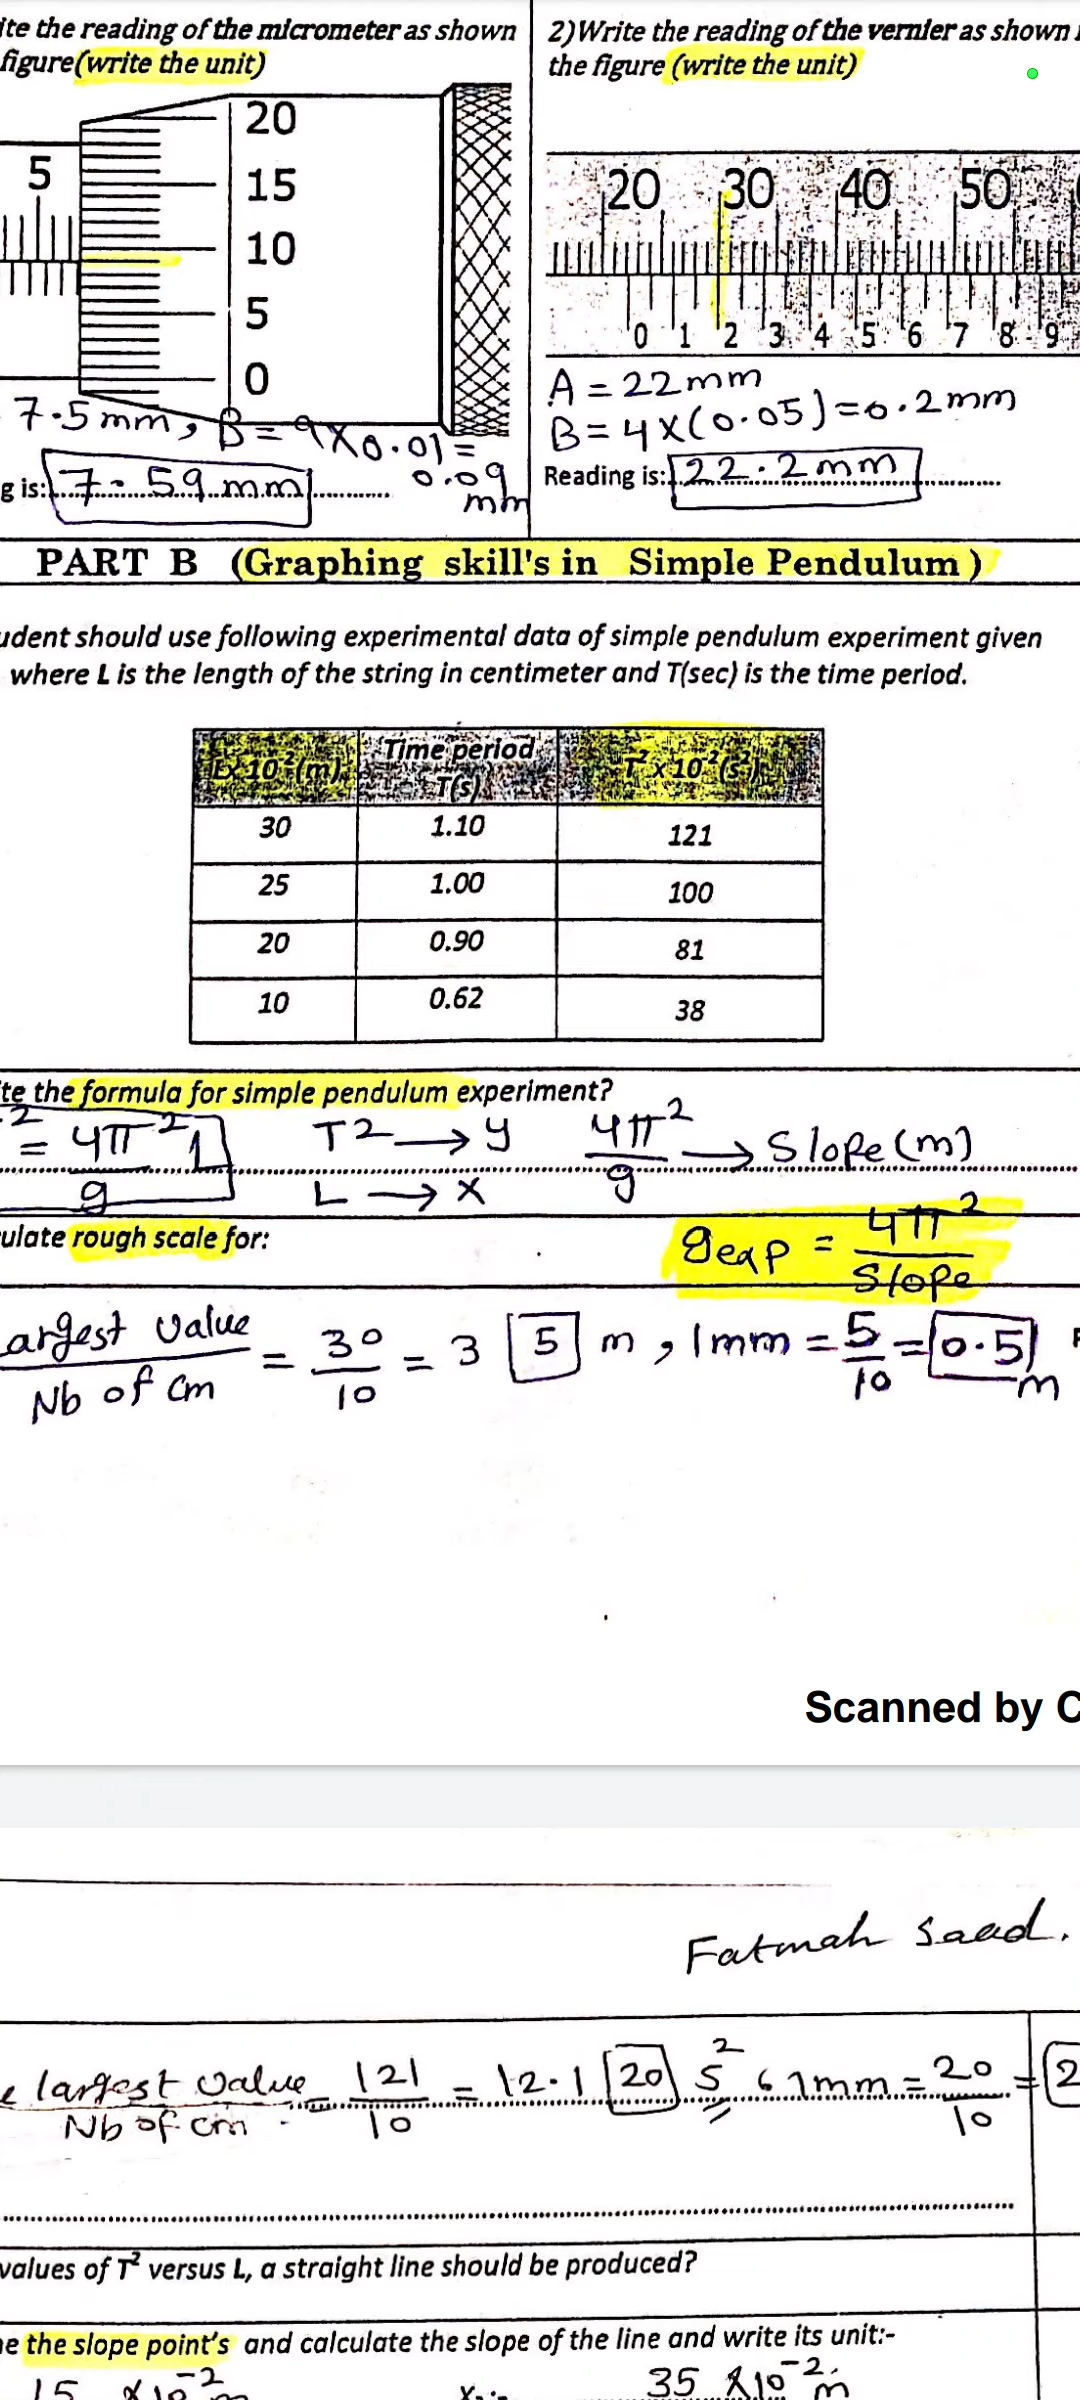 ite the reading of the micrometer as shown
figure(write the unit)
20
15
10
5
0
5
7.5 mm, B = 9×0.01 =
0.09
mm
g is: 7.59 mm
2)Write the reading of the vernier as shown
the figure (write the unit)
20 30 40 50
0 1 2 3 4 5 6 7 8 9
A = 22mm
B = 4×(0.05)=0.2mm
Reading is: 22.2mm
PART B (Graphing skill's in Simple Pendulum)
udent should use following experimental data of simple pendulum experiment given
where L is the length of the string in centimeter and T(sec) is the time period.
Lx10⁻²(m) Time period T(s) T² x10⁻²(s²)
30 1.10 121
25 1.00 100
20 0.90 81
10 0.62 38
te the formula for simple pendulum experiment?
² = 4π²/g L T2 → y 4π²/g → Slope(m)
L → x
ulate rough scale for:
gexp = 4π²/Slope
argest value/Nb of cm = 30/10 = 3 5 m , 1mm = 5/10 = 0.5 m
Scanned by C
Fatmah Saad.
e largest value/Nb of cm = 121/10 = 12.1 20 s² , 1mm = 20/10 = 2
values of T² versus L, a straight line should be produced?
e the slope point's and calculate the slope of the line and write its unit:-
15 x10⁻² m
35 x10⁻² m